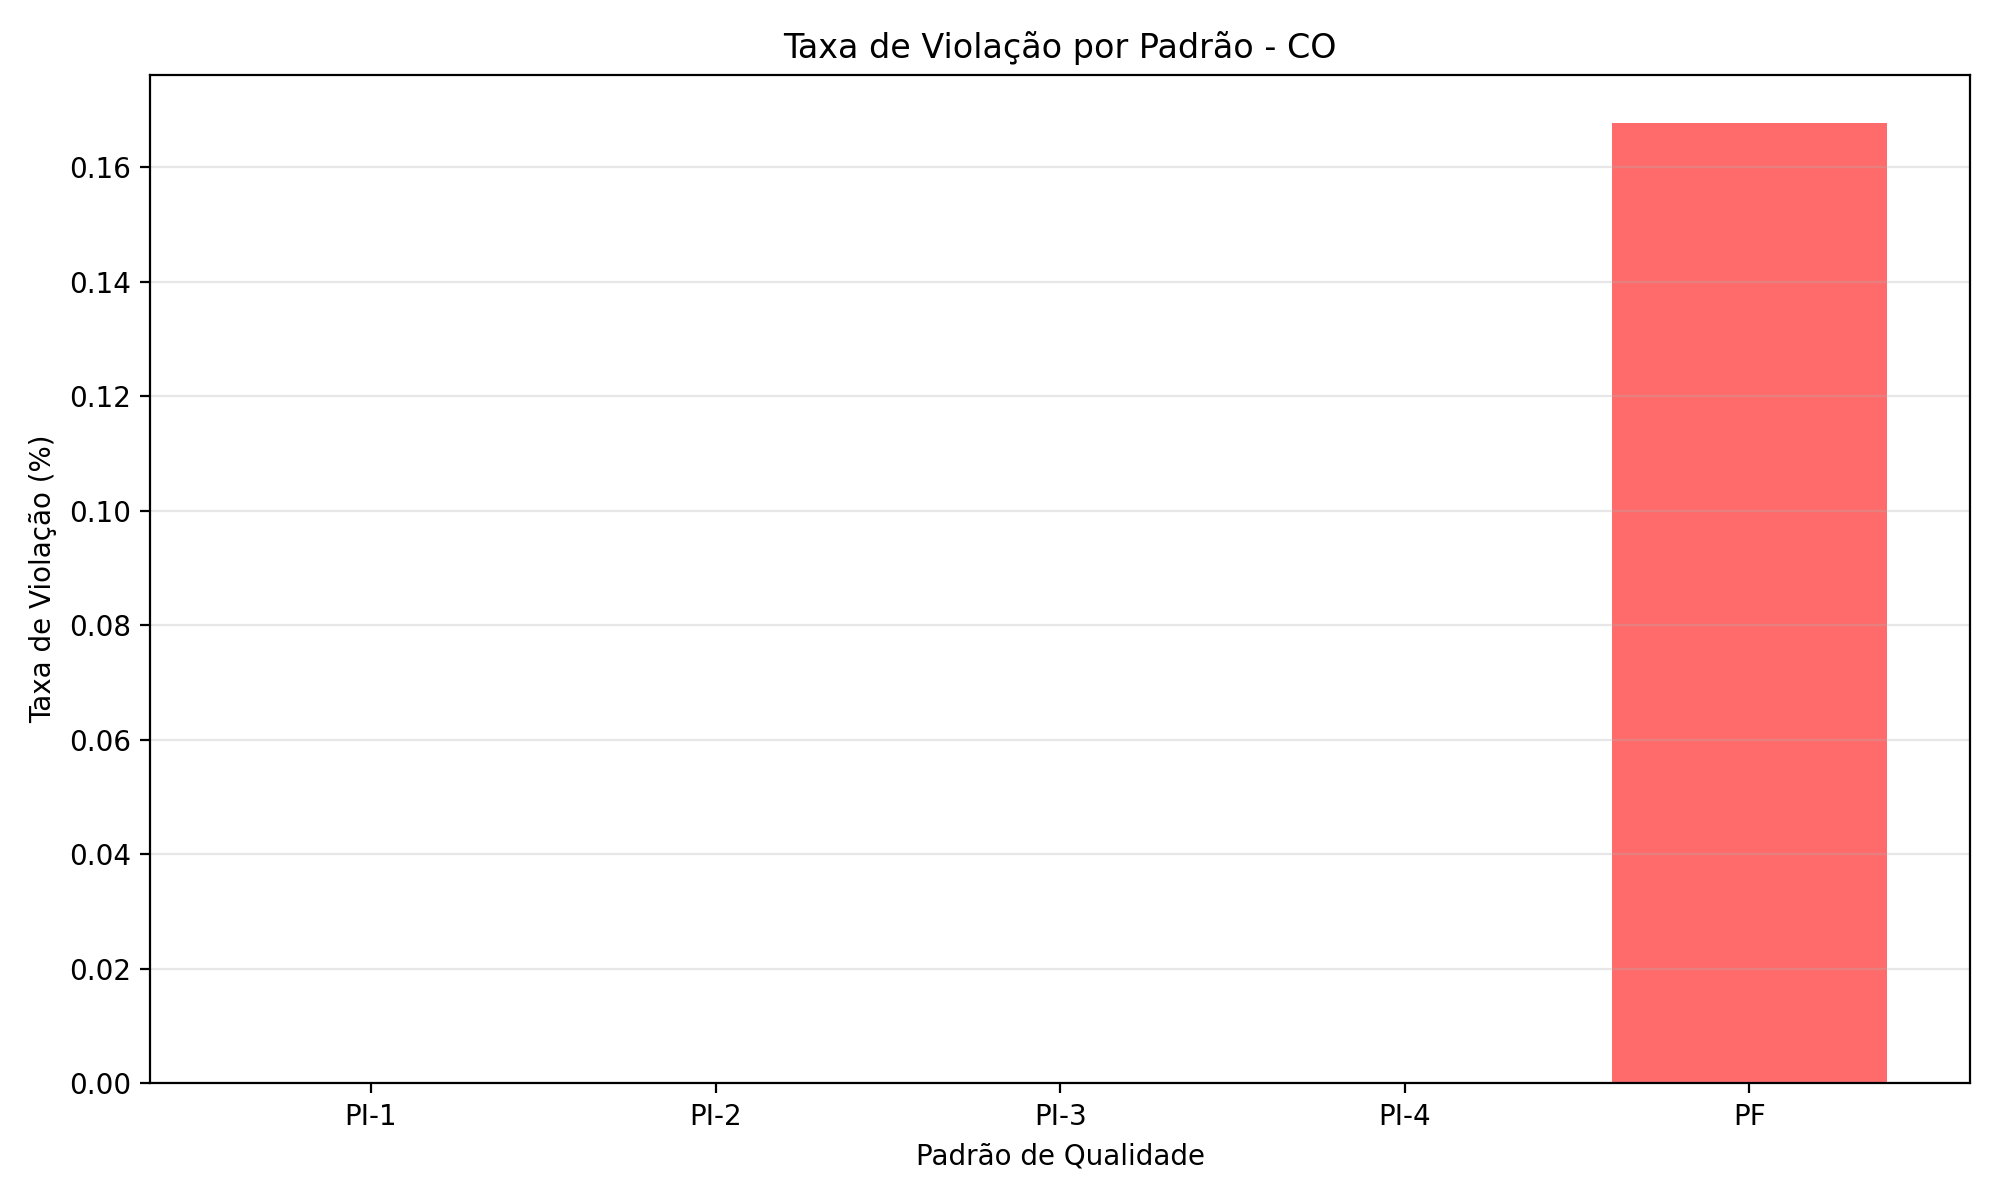 Taxa de Violação por Padrão - CO
Taxa de Violação (%)
0.16
0.14
0.12
0.10
0.08
0.06
0.04
0.02
0.00
PI-1 PI-2 PI-3 PI-4 PF
Padrão de Qualidade